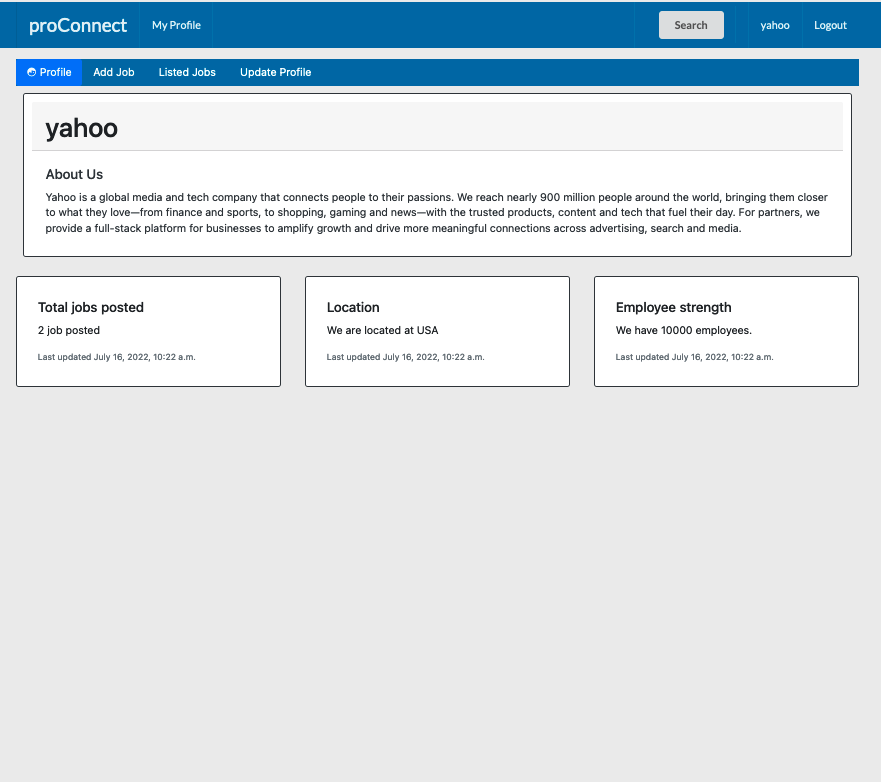 proConnect My Profile Search yahoo Logout
Profile Add Job Listed Jobs Update Profile
yahoo
About Us
Yahoo is a global media and tech company that connects people to their passions. We reach nearly 900 million people around the world, bringing them closer
to what they love—from finance and sports, to shopping, gaming and news—with the trusted products, content and tech that fuel their day. For partners, we
provide a full-stack platform for businesses to amplify growth and drive more meaningful connections across advertising, search and media.
Total jobs posted
2 job posted
Last updated July 16, 2022, 10:22 a.m.
Location
We are located at USA
Last updated July 16, 2022, 10:22 a.m.
Employee strength
We have 10000 employees.
Last updated July 16, 2022, 10:22 a.m.